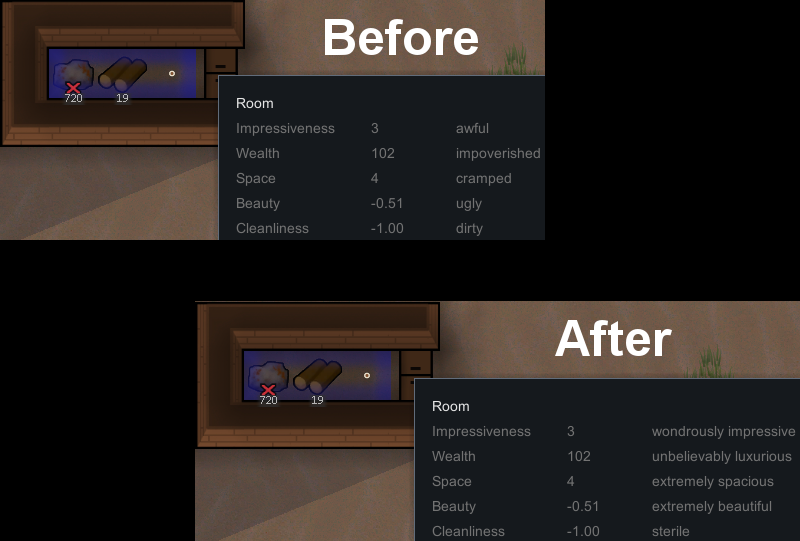 Before
720 19
Room
Impressiveness 3 awful
Wealth 102 impoverished
Space 4 cramped
Beauty -0.51 ugly
Cleanliness -1.00 dirty
After
720 19
Room
Impressiveness 3 wondrously impressive
Wealth 102 unbelievably luxurious
Space 4 extremely spacious
Beauty -0.51 extremely beautiful
Cleanliness -1.00 sterile